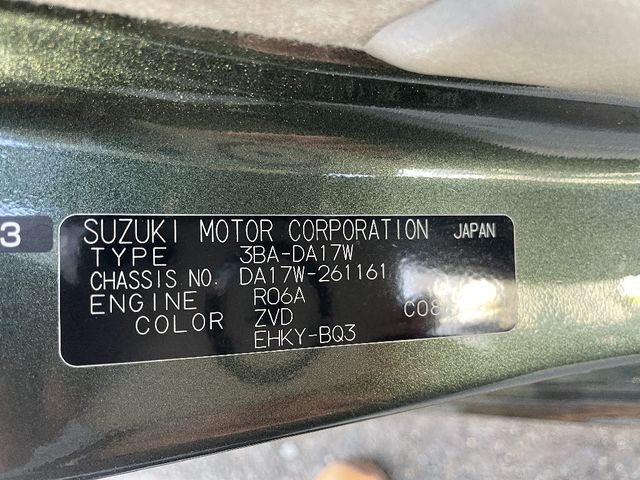 3
SUZUKI MOTOR CORPORATION JAPAN
TYPE 3BA-DA17W
CHASSIS NO. DA17W-261161
ENGINE R06A
COLOR ZVD
EHKY-BQ3